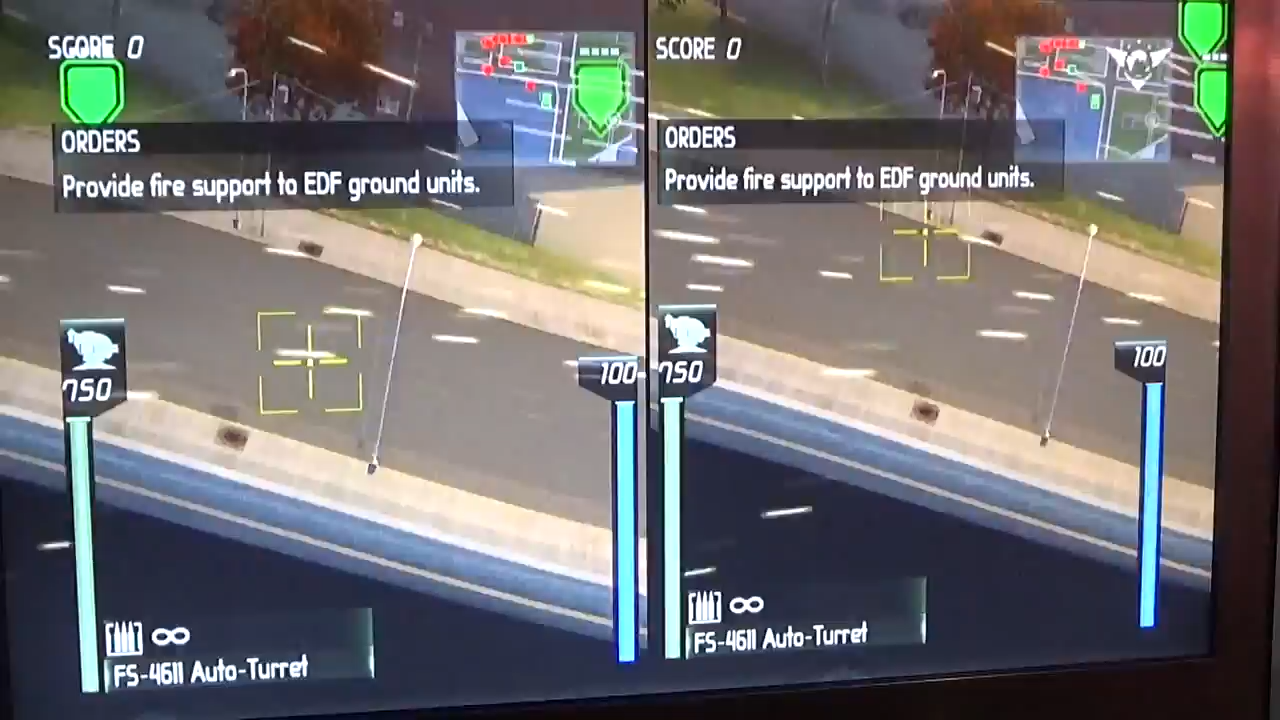 SCORE 0
ORDERS
Provide fire support to EDF ground units.
750
100
∞
FS-4611 Auto-Turret
SCORE 0
ORDERS
Provide fire support to EDF ground units.
750
100
∞
FS-4611 Auto-Turret